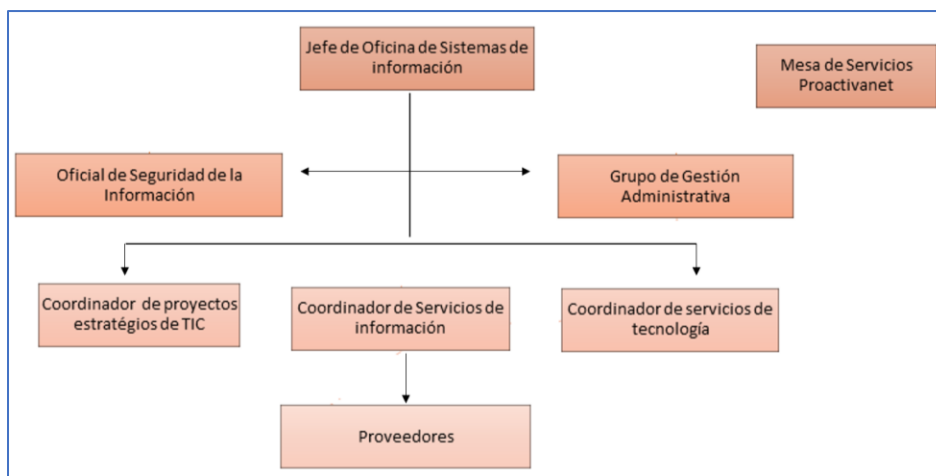 Jefe de Oficina de Sistemas de
información
Mesa de Servicios
Proactivanet
Oficial de Seguridad de la
Información
Grupo de Gestión
Administrativa
Coordinador de proyectos
estratégios de TIC
Coordinador de Servicios de
información
Coordinador de servicios de
tecnología
Proveedores